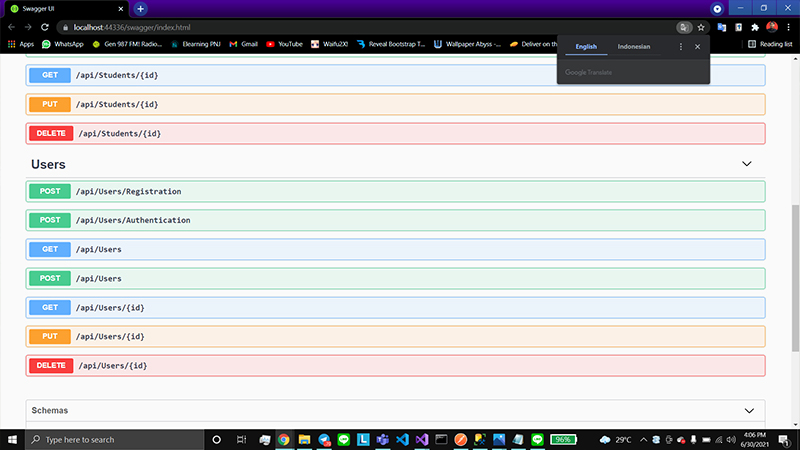 Swagger UI
localhost:44336/swagger/index.html
Apps WhatsApp Gen 987 FM! Radio... Elearning PNJ Gmail YouTube Waifu2X! Reveal Bootstrap T... Wallpaper Abyss -... Deliver on th Reading list
English Indonesian
Google Translate
GET /api/Students/{id}
PUT /api/Students/{id}
DELETE /api/Students/{id}
Users
POST /api/Users/Registration
POST /api/Users/Authentication
GET /api/Users
POST /api/Users
GET /api/Users/{id}
PUT /api/Users/{id}
DELETE /api/Users/{id}
Schemas
Type here to search
96%
29°C
4:06 PM
6/30/2021